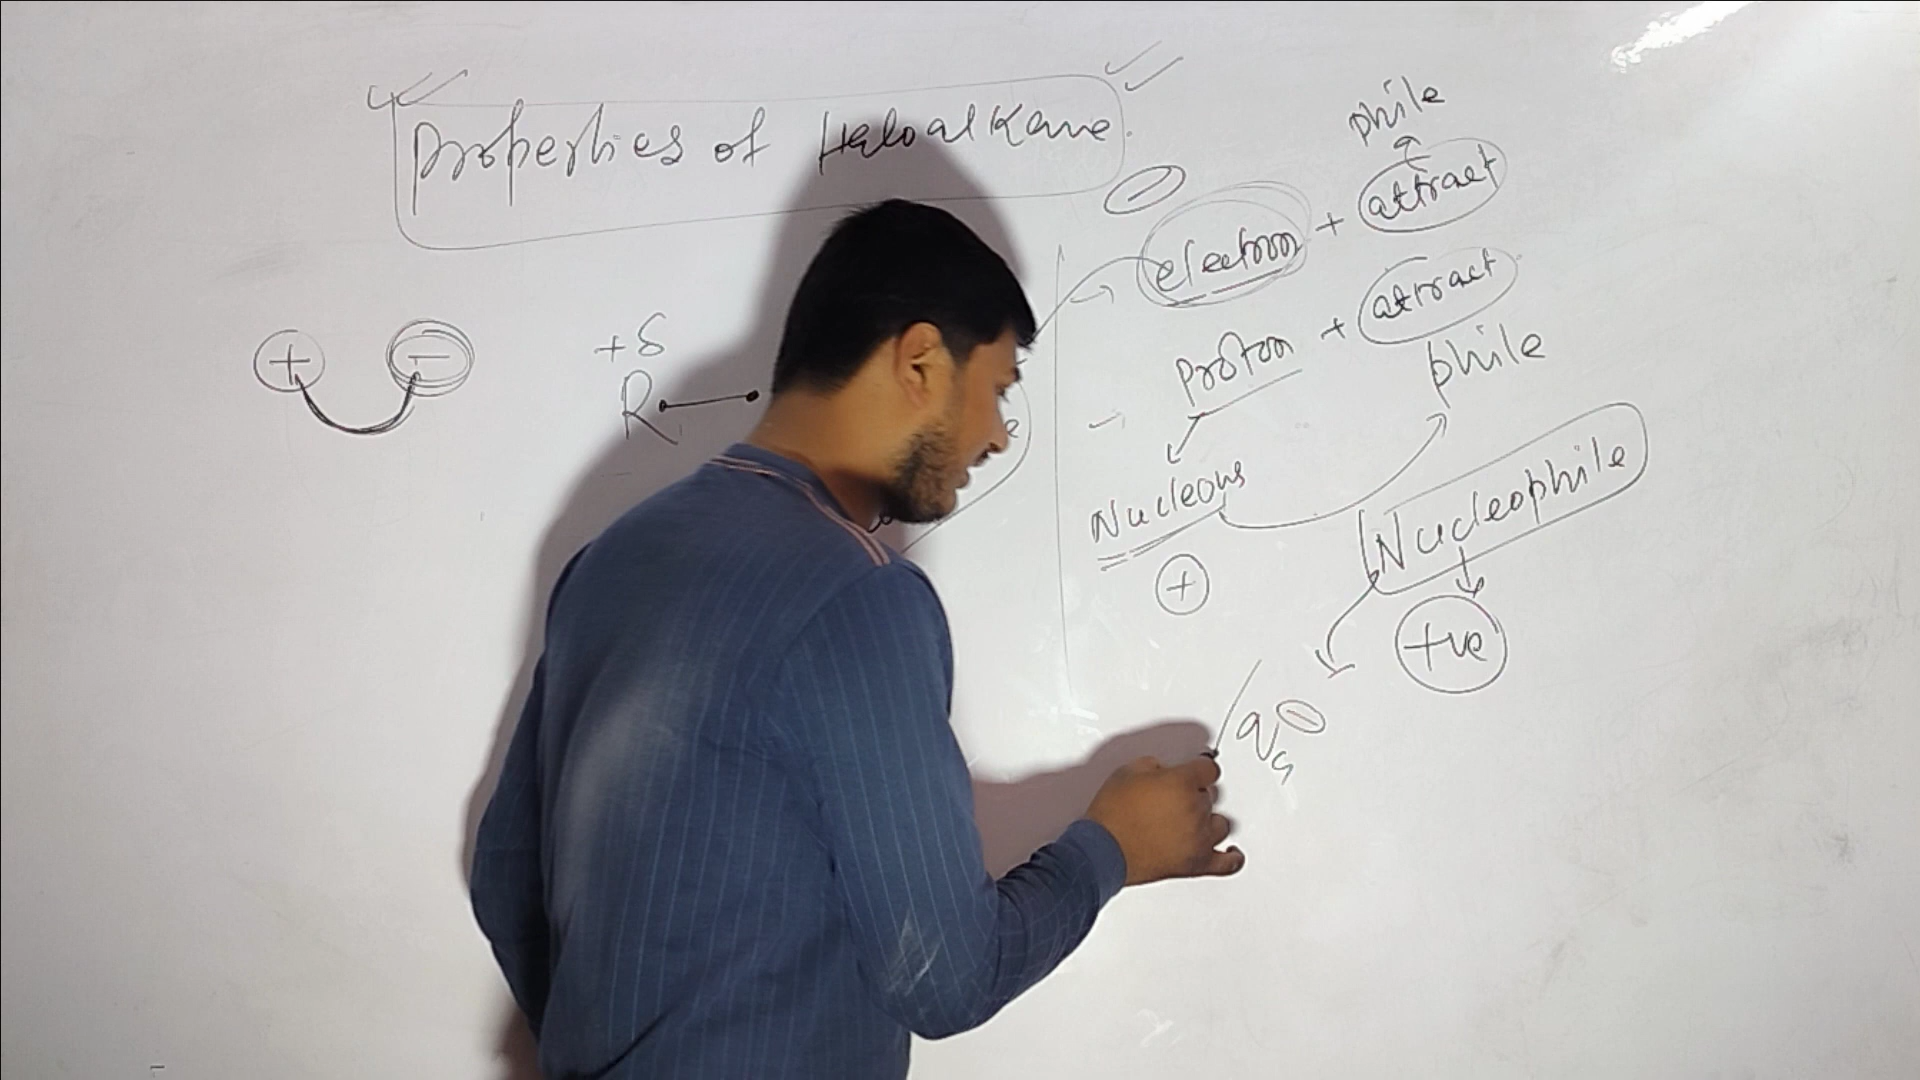 Properties of Haloalkane.
phile
electron + attract
Proton + attract
phile
Nucleous
+
Nucleophile
+ve
+ −
+δ
R
−